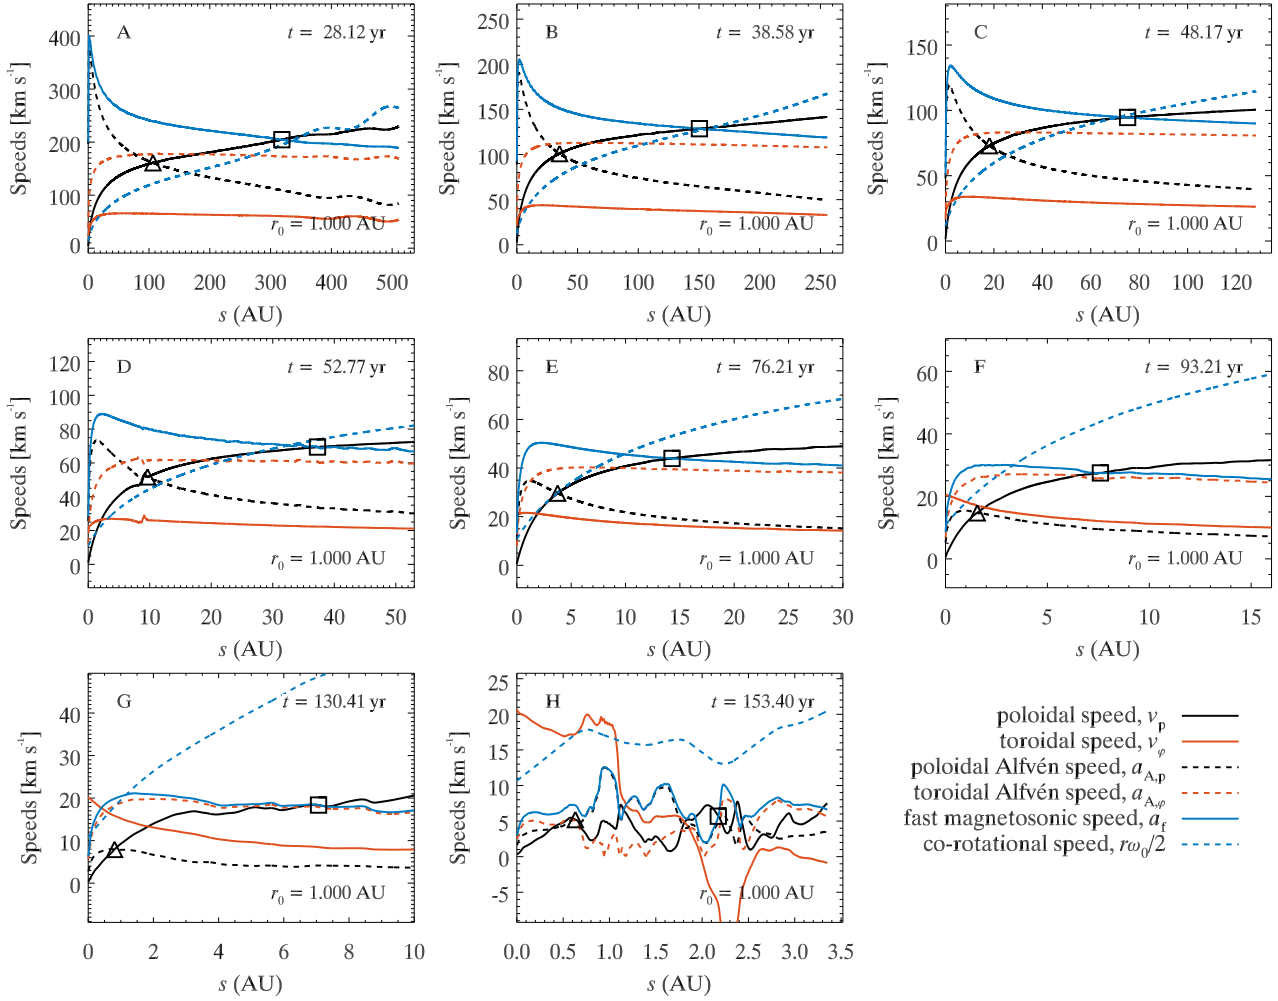 A
t = 28.12 yr
400
300
200
100
0
Speeds [km s⁻¹]
r₀ = 1.000 AU
0 100 200 300 400 500
s (AU)
B
t = 38.58 yr
250
200
150
100
50
0
Speeds [km s⁻¹]
r₀ = 1.000 AU
0 50 100 150 200 250
s (AU)
C
t = 48.17 yr
150
100
50
0
Speeds [km s⁻¹]
r₀ = 1.000 AU
0 20 40 60 80 100 120
s (AU)
D
t = 52.77 yr
120
100
80
60
40
20
0
Speeds [km s⁻¹]
r₀ = 1.000 AU
0 10 20 30 40 50
s (AU)
E
t = 76.21 yr
80
60
40
20
0
Speeds [km s⁻¹]
r₀ = 1.000 AU
0 5 10 15 20 25 30
s (AU)
F
t = 93.21 yr
60
40
20
0
Speeds [km s⁻¹]
r₀ = 1.000 AU
0 5 10 15
s (AU)
G
t = 130.41 yr
40
30
20
10
0
Speeds [km s⁻¹]
r₀ = 1.000 AU
0 2 4 6 8 10
s (AU)
H
t = 153.40 yr
25
20
15
10
5
0
-5
Speeds [km s⁻¹]
r₀ = 1.000 AU
0.0 0.5 1.0 1.5 2.0 2.5 3.0 3.5
s (AU)
poloidal speed, vₚ
toroidal speed, v_φ
poloidal Alfvén speed, a_A,p
toroidal Alfvén speed, a_A,φ
fast magnetosonic speed, a_f
co-rotational speed, rω₀/2